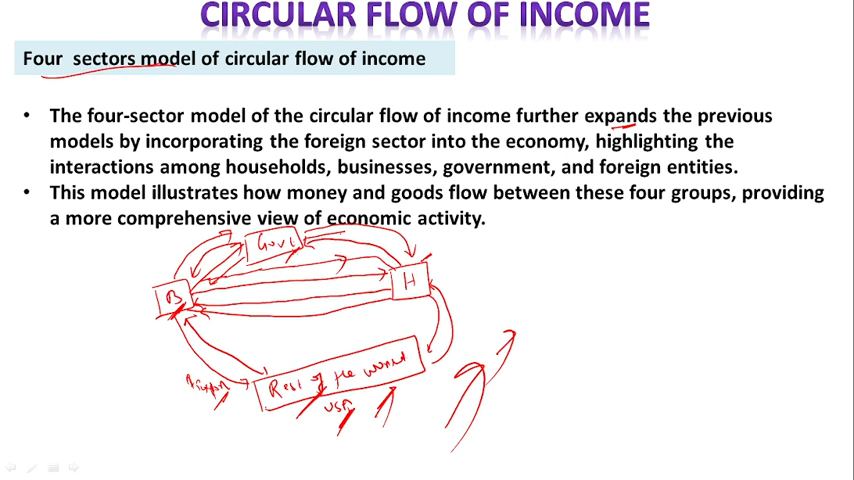 CIRCULAR FLOW OF INCOME
Four sectors model of circular flow of income
• The four-sector model of the circular flow of income further expands the previous
models by incorporating the foreign sector into the economy, highlighting the
interactions among households, businesses, government, and foreign entities.
• This model illustrates how money and goods flow between these four groups, providing
a more comprehensive view of economic activity.
Govt
B
H
Rest of the world
USA